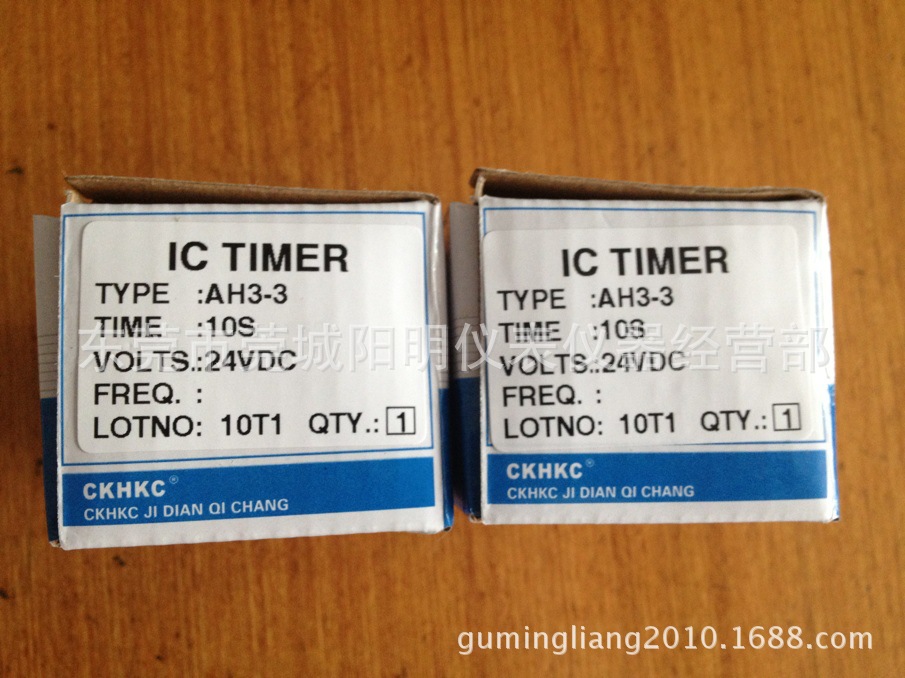 IC TIMER
TYPE :AH3-3
TIME :10S
VOLTS.:24VDC
FREQ. :
LOTNO: 10T1 QTY.: 1
CKHKC®
CKHKC JI DIAN QI CHANG
IC TIMER
TYPE :AH3-3
TIME :10S
VOLTS.:24VDC
FREQ. :
LOTNO: 10T1 QTY.: 1
CKHKC®
CKHKC JI DIAN QI CHANG
东莞市莞城阳明仪天仪器经营部
gumingliang2010.1688.com